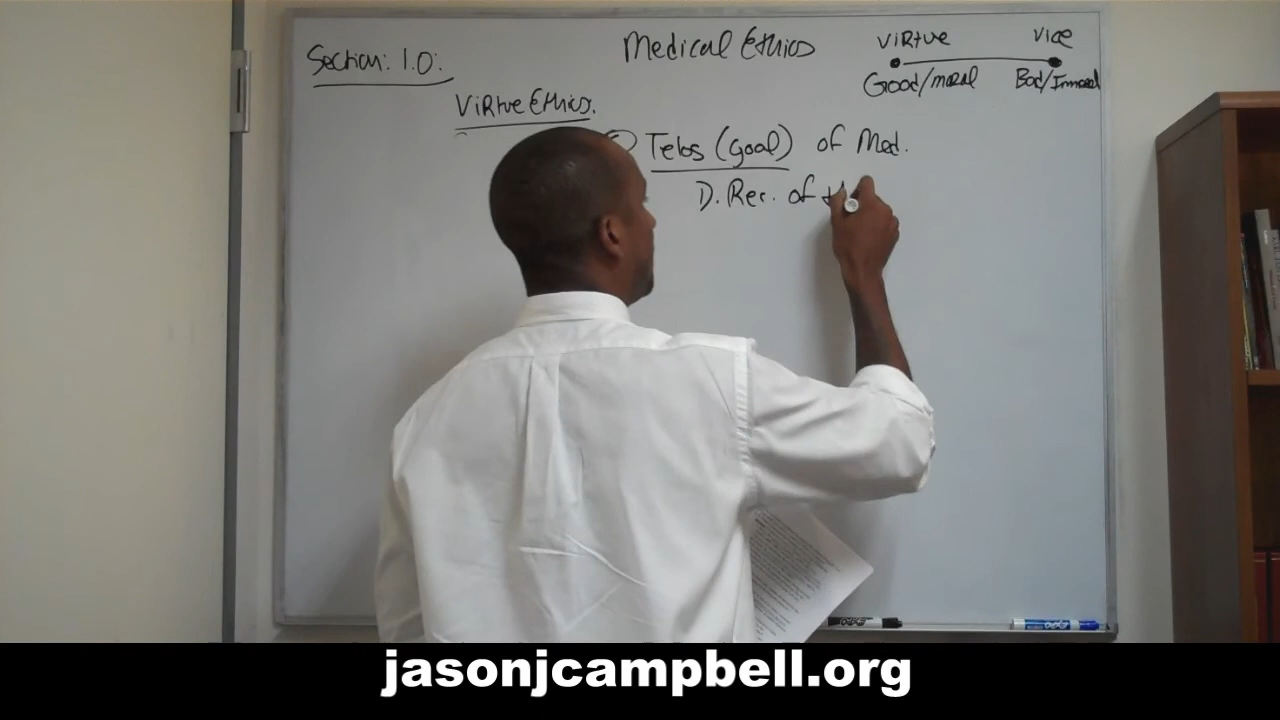 Section: 1.0:
Medical Ethics
Virtue
Vice
Good/moral
Bad/Immoral
Virtue Ethics.
Telos (goal) of Med.
D. Rec. of
jasonjcampbell.org